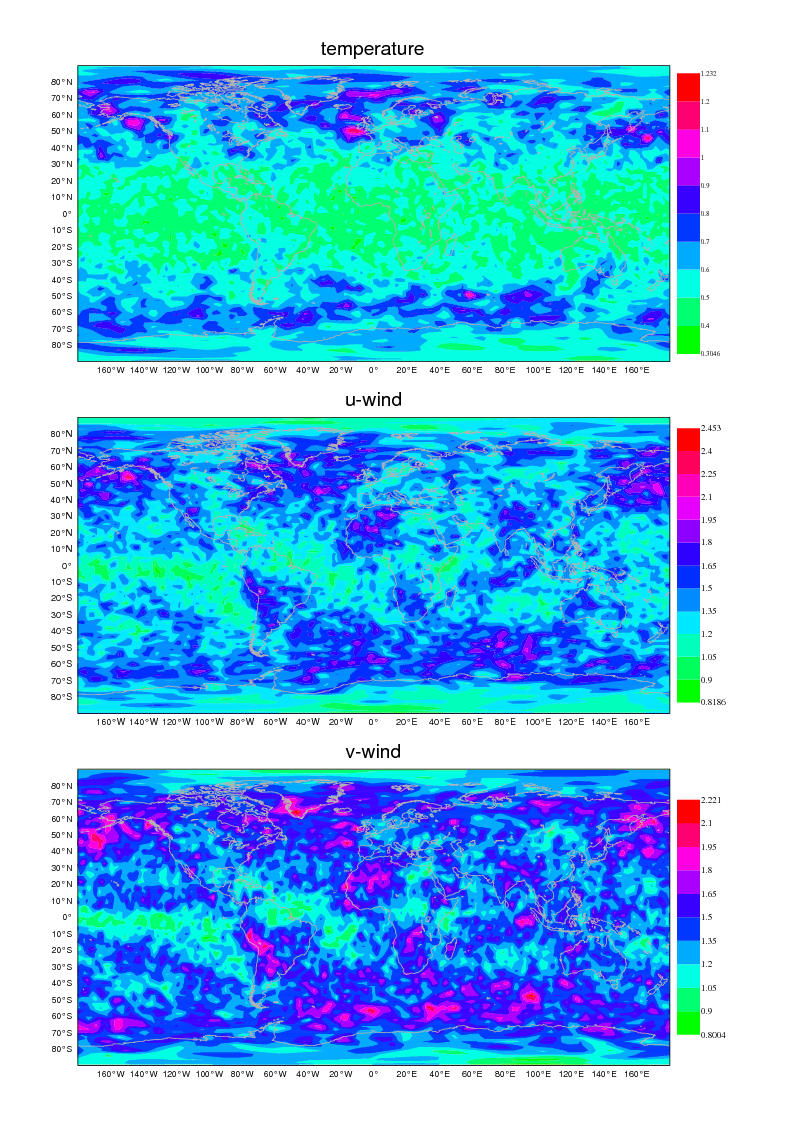 temperature
80°N
70°N
60°N
50°N
40°N
30°N
20°N
10°N
0°
10°S
20°S
30°S
40°S
50°S
60°S
70°S
80°S
160°W 140°W 120°W 100°W 80°W 60°W 40°W 20°W 0° 20°E 40°E 60°E 80°E 100°E 120°E 140°E 160°E
1.232
1.2
1.1
1
0.9
0.8
0.7
0.6
0.5
0.4
0.3046
u-wind
80°N
70°N
60°N
50°N
40°N
30°N
20°N
10°N
0°
10°S
20°S
30°S
40°S
50°S
60°S
70°S
80°S
160°W 140°W 120°W 100°W 80°W 60°W 40°W 20°W 0° 20°E 40°E 60°E 80°E 100°E 120°E 140°E 160°E
2.453
2.4
2.25
2.1
1.95
1.8
1.65
1.5
1.35
1.2
1.05
0.9
0.8186
v-wind
80°N
70°N
60°N
50°N
40°N
30°N
20°N
10°N
0°
10°S
20°S
30°S
40°S
50°S
60°S
70°S
80°S
160°W 140°W 120°W 100°W 80°W 60°W 40°W 20°W 0° 20°E 40°E 60°E 80°E 100°E 120°E 140°E 160°E
2.221
2.1
1.95
1.8
1.65
1.5
1.35
1.2
1.05
0.9
0.8004